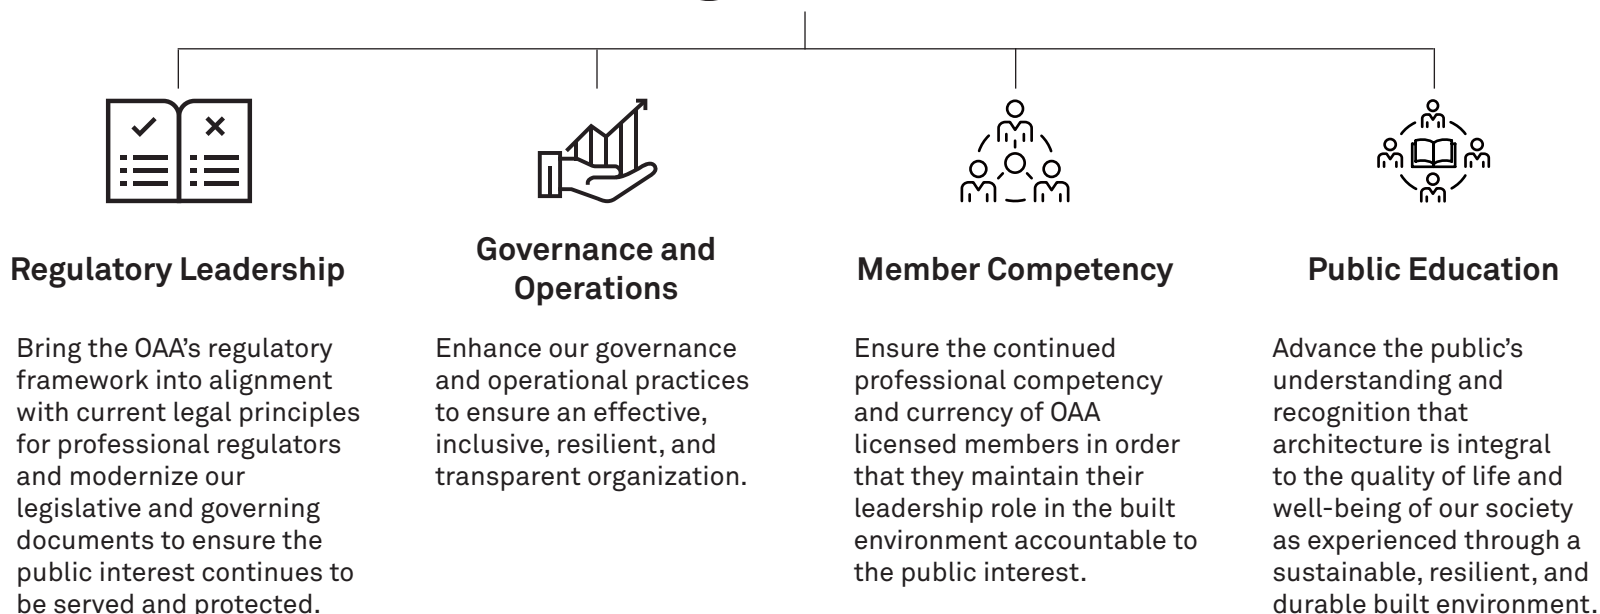 Regulatory Leadership
Bring the OAA’s regulatory
framework into alignment
with current legal principles
for professional regulators
and modernize our
legislative and governing
documents to ensure the
public interest continues to
be served and protected.
Governance and
Operations
Enhance our governance
and operational practices
to ensure an effective,
inclusive, resilient, and
transparent organization.
Member Competency
Ensure the continued
professional competency
and currency of OAA
licensed members in order
that they maintain their
leadership role in the built
environment accountable to
the public interest.
Public Education
Advance the public’s
understanding and
recognition that
architecture is integral
to the quality of life and
well-being of our society
as experienced through a
sustainable, resilient, and
durable built environment.